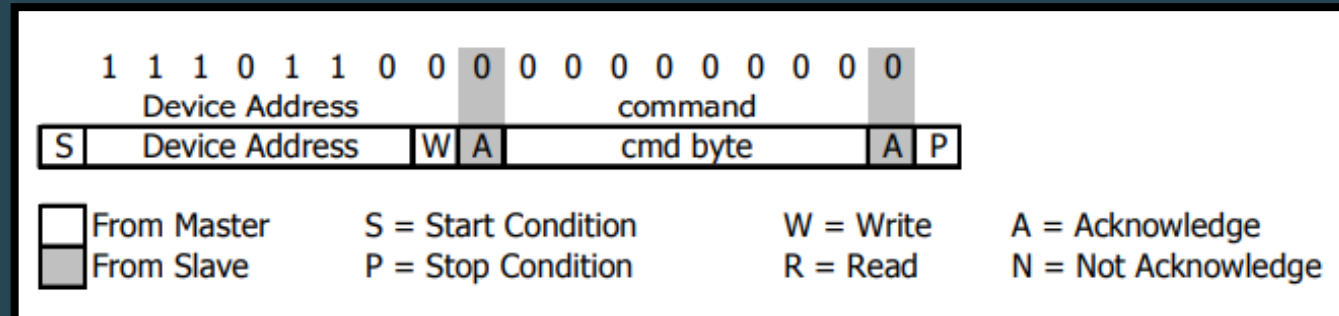 1 1 1 0 1 1 0 0 0 0 0 0 0 0 0 0 0 0
Device Address command
S Device Address W A cmd byte A P
From Master S = Start Condition W = Write A = Acknowledge
From Slave P = Stop Condition R = Read N = Not Acknowledge